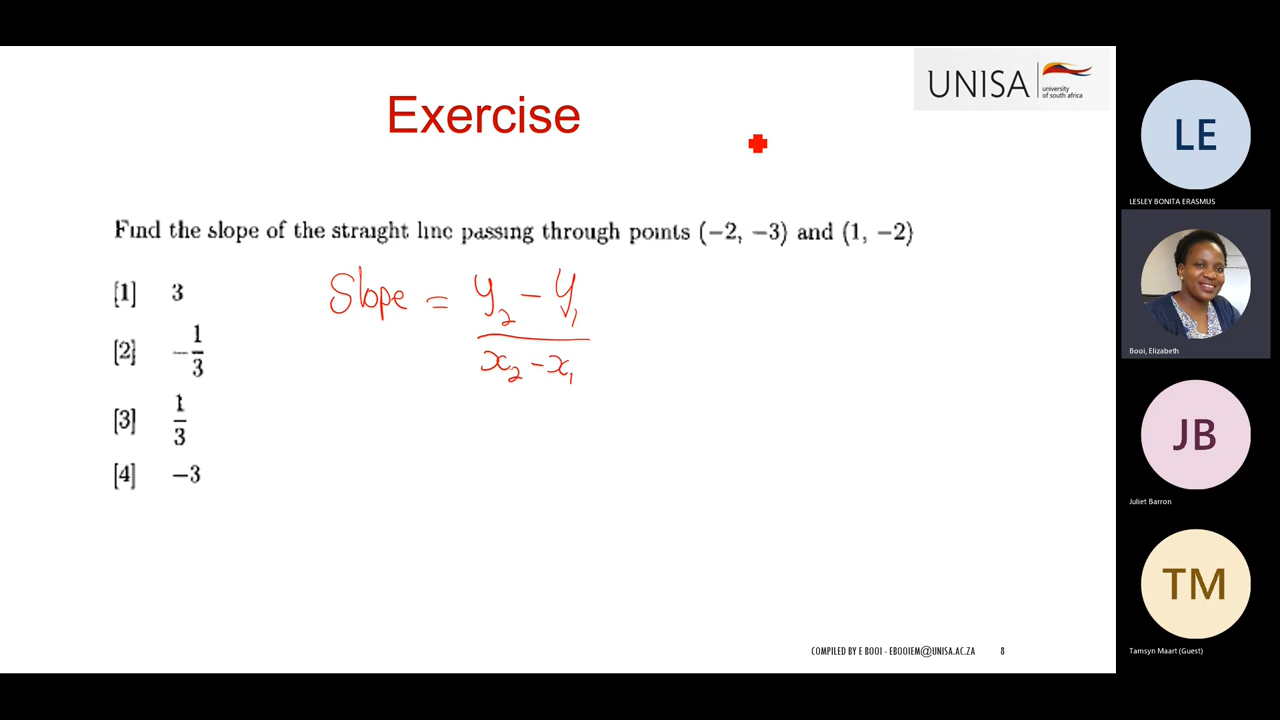 UNISA
university
of south africa
Exercise
Find the slope of the straight line passing through points (−2, −3) and (1, −2)
[1] 3
[2] −1/3
[3] 1/3
[4] −3
Slope = y₂ − y₁
x₂ − x₁
COMPILED BY E BOOI - EBOOIEM@UNISA.AC.ZA 8
LE
LESLEY BONITA ERASMUS
Booi, Elizabeth
JB
Juliet Barron
TM
Tamsyn Maart (Guest)